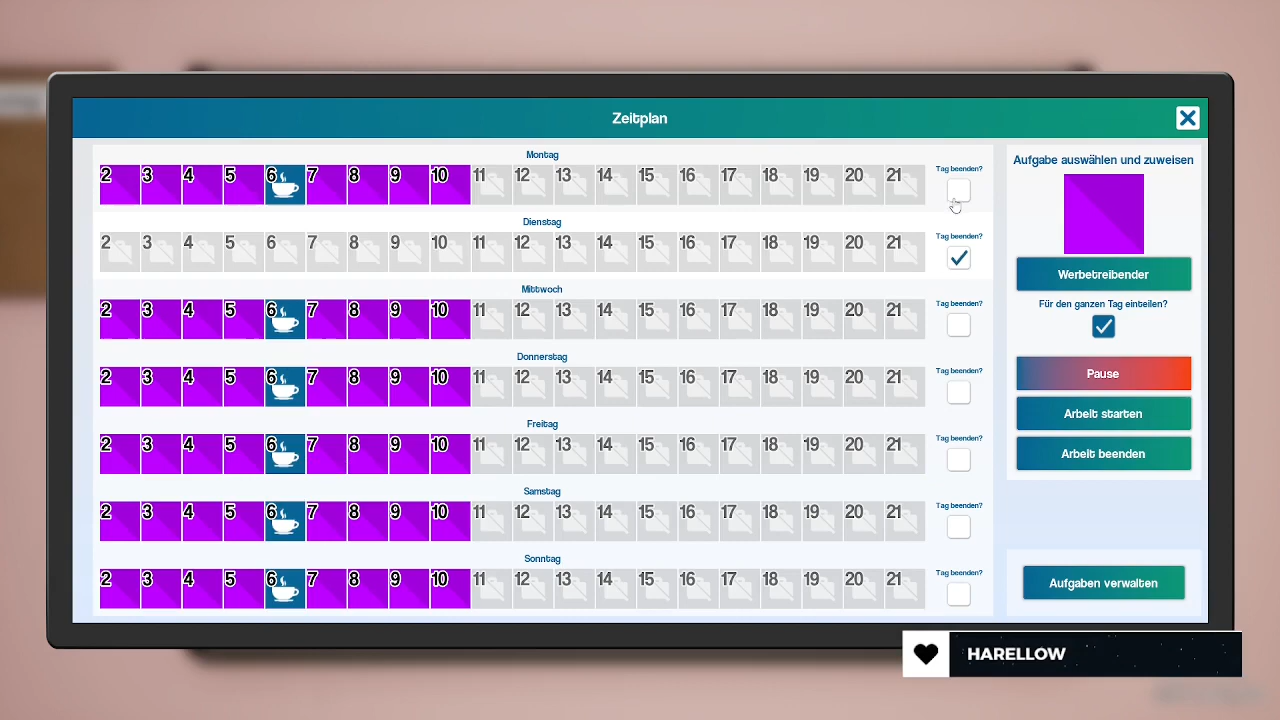 Zeitplan
Montag
2 3 4 5 6 7 8 9 10 11 12 13 14 15 16 17 18 19 20 21
Tag beenden?
Dienstag
2 3 4 5 6 7 8 9 10 11 12 13 14 15 16 17 18 19 20 21
Tag beenden?
Mittwoch
2 3 4 5 6 7 8 9 10 11 12 13 14 15 16 17 18 19 20 21
Tag beenden?
Donnerstag
2 3 4 5 6 7 8 9 10 11 12 13 14 15 16 17 18 19 20 21
Tag beenden?
Freitag
2 3 4 5 6 7 8 9 10 11 12 13 14 15 16 17 18 19 20 21
Tag beenden?
Samstag
2 3 4 5 6 7 8 9 10 11 12 13 14 15 16 17 18 19 20 21
Tag beenden?
Sonntag
2 3 4 5 6 7 8 9 10 11 12 13 14 15 16 17 18 19 20 21
Tag beenden?
Aufgabe auswählen und zuweisen
Werbetreibender
Für den ganzen Tag einteilen?
Pause
Arbeit starten
Arbeit beenden
Aufgaben verwalten
HARELLOW